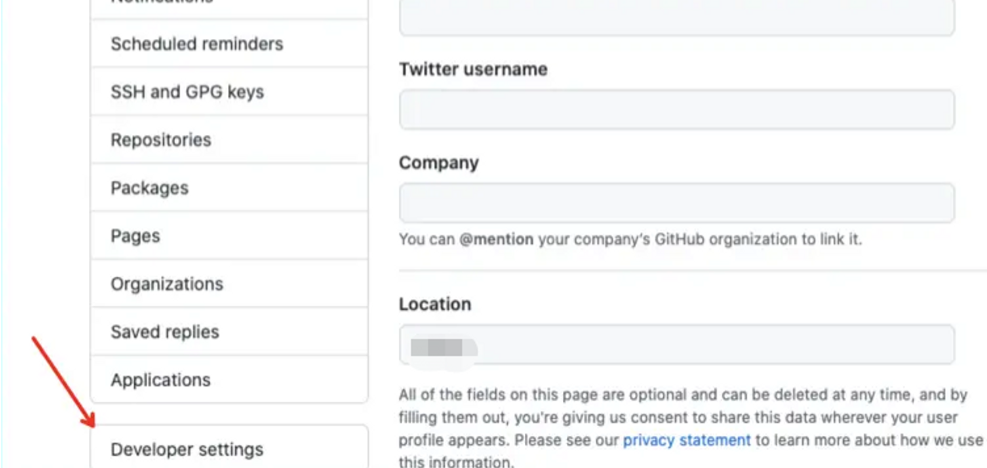 Notifications
Scheduled reminders
SSH and GPG keys
Repositories
Packages
Pages
Organizations
Saved replies
Applications
Developer settings
Twitter username
Company
You can @mention your company's GitHub organization to link it.
Location
All of the fields on this page are optional and can be deleted at any time, and by
filling them out, you're giving us consent to share this data wherever your user
profile appears. Please see our privacy statement to learn more about how we use
this information.